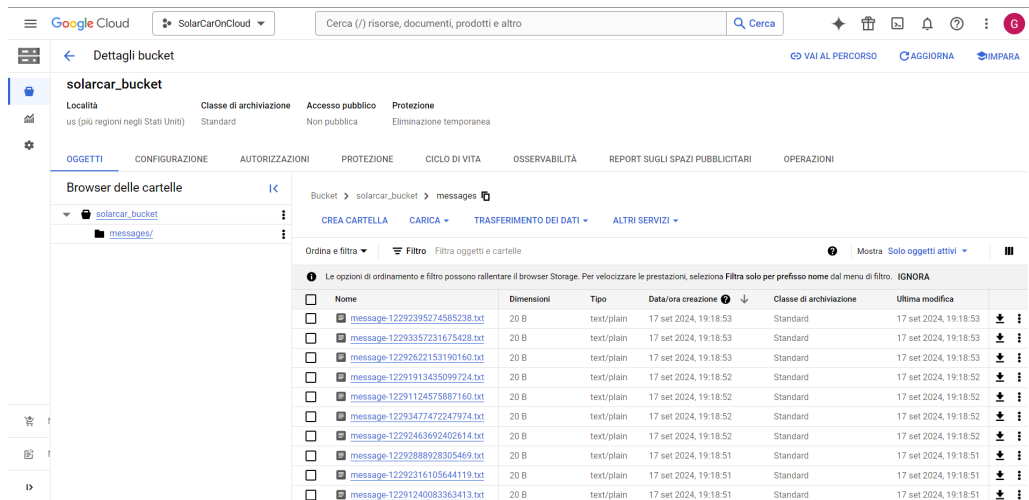 Google Cloud
SolarCarOnCloud
Cerca (/) risorse, documenti, prodotti e altro
Cerca
G
Dettagli bucket
VAI AL PERCORSO
AGGIORNA
IMPARA
solarcar_bucket
Località Classe di archiviazione Accesso pubblico Protezione
us (più regioni negli Stati Uniti) Standard Non pubblica Eliminazione temporanea
OGGETTI CONFIGURAZIONE AUTORIZZAZIONI PROTEZIONE CICLO DI VITA OSSERVABILITÀ REPORT SUGLI SPAZI PUBBLICITARI OPERAZIONI
Browser delle cartelle
solarcar_bucket
messages/
Bucket > solarcar_bucket > messages
CREA CARTELLA CARICA TRASFERIMENTO DEI DATI ALTRI SERVIZI
Ordina e filtra Filtro Filtra oggetti e cartelle Mostra Solo oggetti attivi
Le opzioni di ordinamento e filtro possono rallentare il browser Storage. Per velocizzare le prestazioni, seleziona Filtra solo per prefisso nome dal menu di filtro. IGNORA
Nome Dimensioni Tipo Data/ora creazione Classe di archiviazione Ultima modifica
message-12292395274585238.txt 20 B text/plain 17 set 2024, 19:18:53 Standard 17 set 2024, 19:18:53
message-12293357231675428.txt 20 B text/plain 17 set 2024, 19:18:53 Standard 17 set 2024, 19:18:53
message-12292622153190160.txt 20 B text/plain 17 set 2024, 19:18:53 Standard 17 set 2024, 19:18:53
message-12291913435099724.txt 20 B text/plain 17 set 2024, 19:18:52 Standard 17 set 2024, 19:18:52
message-12291124575887160.txt 20 B text/plain 17 set 2024, 19:18:52 Standard 17 set 2024, 19:18:52
message-12293477472247974.txt 20 B text/plain 17 set 2024, 19:18:52 Standard 17 set 2024, 19:18:52
message-12292463692402614.txt 20 B text/plain 17 set 2024, 19:18:52 Standard 17 set 2024, 19:18:52
message-12292888928305469.txt 20 B text/plain 17 set 2024, 19:18:51 Standard 17 set 2024, 19:18:51
message-12292316105644119.txt 20 B text/plain 17 set 2024, 19:18:51 Standard 17 set 2024, 19:18:51
message-12291240083363413.txt 20 B text/plain 17 set 2024, 19:18:51 Standard 17 set 2024, 19:18:51